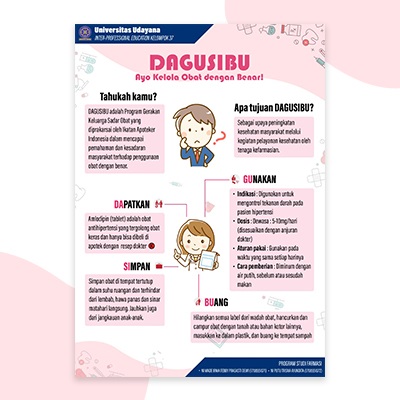 Universitas Udayana
INTER-PROFESSIONAL EDUCATION KELOMPOK 37
DAGUSIBU
Ayo Kelola Obat dengan Benar!
Tahukah kamu?
DAGUSIBU adalah Program Gerakan
Keluarga Sadar Obat yang
diprakarsai oleh Ikatan Apoteker
Indonesia dalam mencapai
pemahaman dan kesadaran
masyarakat terhadap penggunaan
obat dengan benar.
Apa tujuan DAGUSIBU?
Sebagai upaya peningkatan
kesehatan masyarakat melalui
kegiatan pelayanan kesehatan oleh
tenaga kefarmasian.
DAPATKAN
Amlodipin (tablet) adalah obat
antihipertensi yang tergolong obat
keras dan hanya bisa dibeli di
apotek dengan resep dokter
GUNAKAN
• Indikasi : Digunakan untuk
mengontrol tekanan darah pada
pasien hipertensi
• Dosis : Dewasa : 5-10mg/hari
(disesuaikan dengan anjuran
dokter)
• Aturan pakai : Gunakan pada
waktu yang sama setiap harinya
• Cara pemberian : Diminum dengan
air putih, sebelum atau sesudah
makan
SIMPAN
Simpan obat di tempat tertutup
dalam suhu ruangan dan terhindar
dari lembab, hawa panas dan sinar
matahari langsung. Jauhkan juga
dari jangkauan anak-anak.
BUANG
Hilangkan semua label dari wadah obat, hancurkan dan
campur obat dengan tanah atau bahan kotor lainnya,
masukkan ke dalam plastik, dan buang ke tempat sampah
PROGRAM STUDI FARMASI